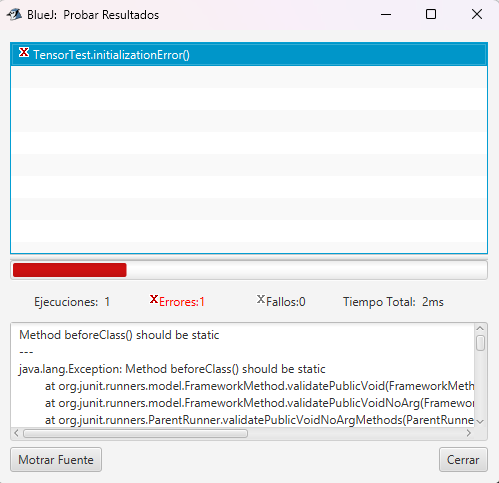 BlueJ: Probar Resultados
TensorTest.initializationError()
Ejecuciones: 1
Errores:1
Fallos:0
Tiempo Total: 2ms
Method beforeClass() should be static
---
java.lang.Exception: Method beforeClass() should be static
at org.junit.runners.model.FrameworkMethod.validatePublicVoid(FrameworkMeth
at org.junit.runners.model.FrameworkMethod.validatePublicVoidNoArg(Framewor
at org.junit.runners.ParentRunner.validatePublicVoidNoArgMethods(ParentRunne
Motrar Fuente
Cerrar